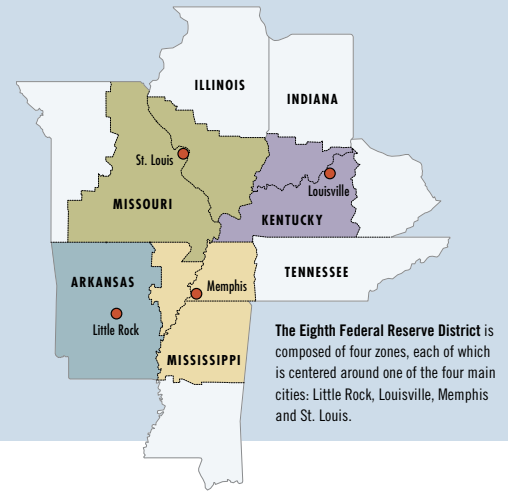 ILLINOIS
INDIANA
St. Louis
Louisville
MISSOURI
KENTUCKY
TENNESSEE
ARKANSAS
Memphis
Little Rock
MISSISSIPPI
The Eighth Federal Reserve District is
composed of four zones, each of which
is centered around one of the four main
cities: Little Rock, Louisville, Memphis
and St. Louis.